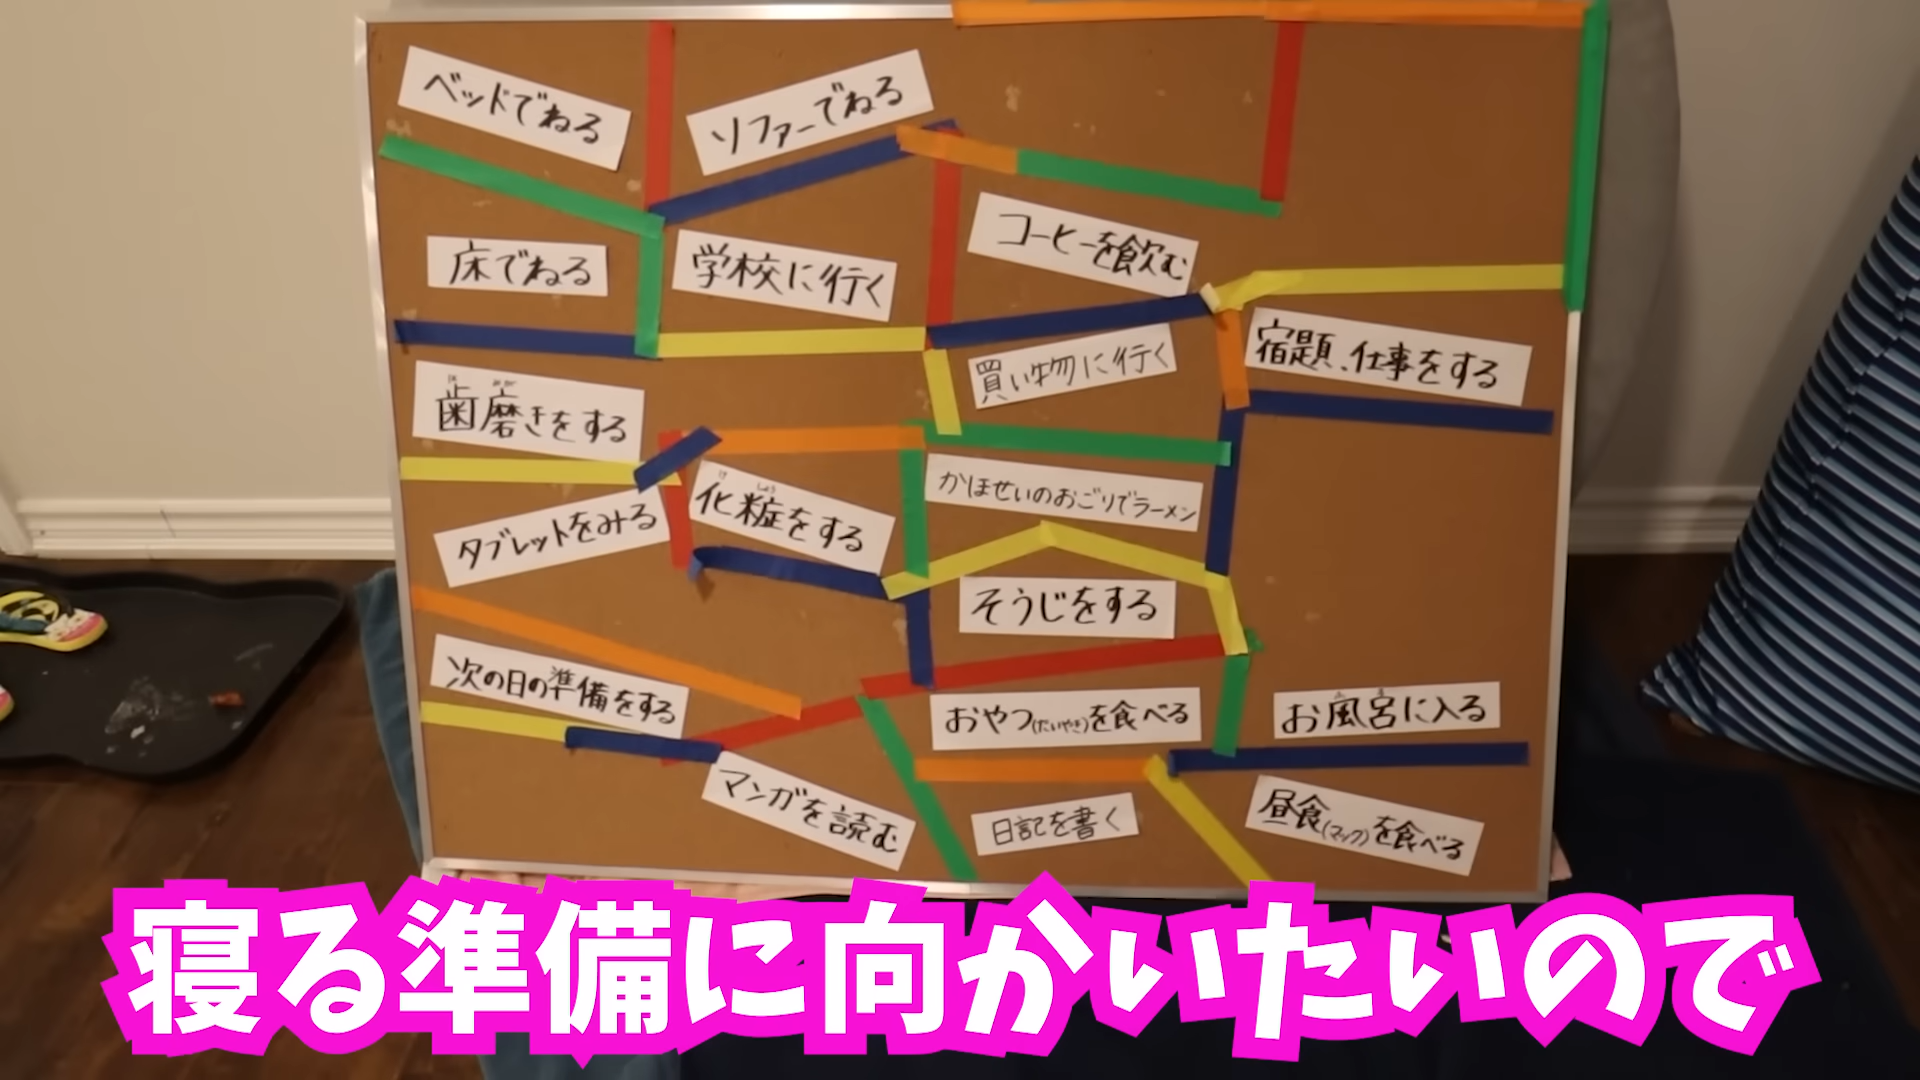 ベッドでねる
ソファーでねる
床でねる
学校に行く
コーヒーを飲む
歯磨きをする
買い物に行く
宿題、仕事をする
タブレットをみる
化粧をする
かほせいのおごりでラーメン
そうじをする
次の日の準備をする
おやつ(たいやき)を食べる
お風呂に入る
マンガを読む
日記を書く
昼食(マック)を食べる
寝る準備に向かいたいので